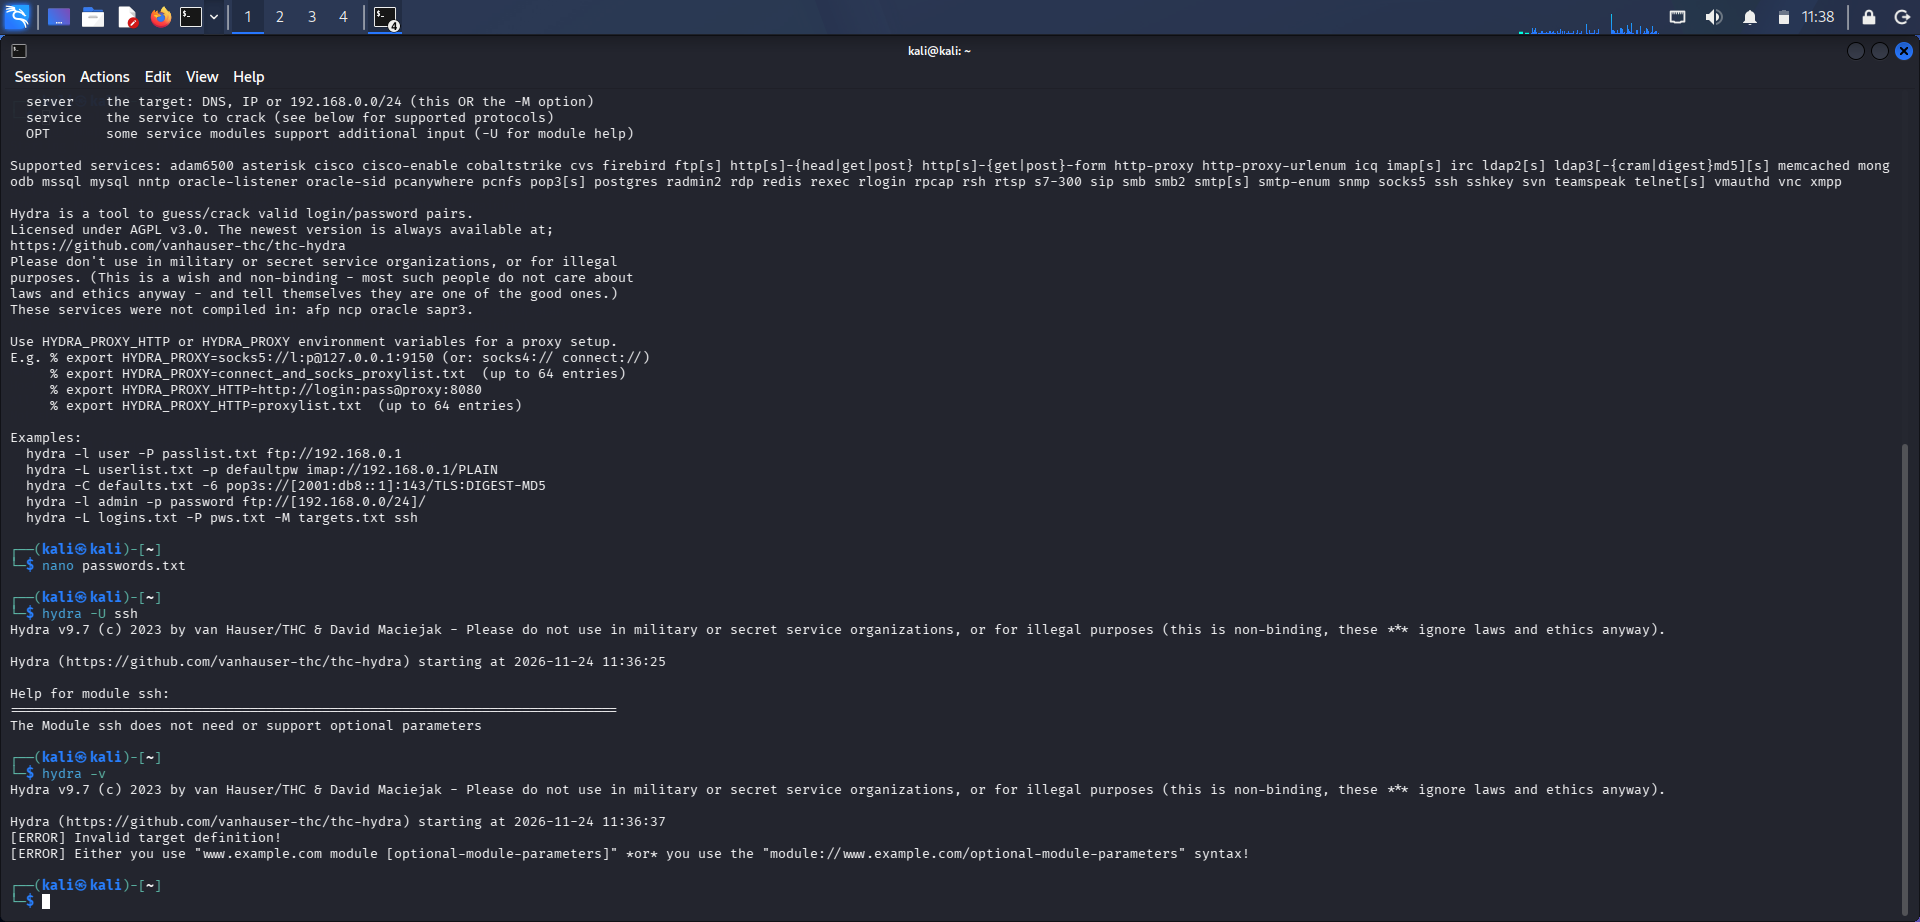 1 2 3 4 4 11:38
kali@kali: ~
Session Actions Edit View Help
server the target: DNS, IP or 192.168.0.0/24 (this OR the -M option)
service the service to crack (see below for supported protocols)
OPT some service modules support additional input (-U for module help)
Supported services: adam6500 asterisk cisco cisco-enable cobaltstrike cvs firebird ftp[s] http[s]-{head|get|post} http[s]-{get|post}-form http-proxy http-proxy-urlenum icq imap[s] irc ldap2[s] ldap3[-{cram|digest}md5][s] memcached mong
odb mssql mysql nntp oracle-listener oracle-sid pcanywhere pcnfs pop3[s] postgres radmin2 rdp redis rexec rlogin rpcap rsh rtsp s7-300 sip smb smb2 smtp[s] smtp-enum snmp socks5 ssh sshkey svn teamspeak telnet[s] vmauthd vnc xmpp
Hydra is a tool to guess/crack valid login/password pairs.
Licensed under AGPL v3.0. The newest version is always available at;
https://github.com/vanhauser-thc/thc-hydra
Please don't use in military or secret service organizations, or for illegal
purposes. (This is a wish and non-binding - most such people do not care about
laws and ethics anyway - and tell themselves they are one of the good ones.)
These services were not compiled in: afp ncp oracle sapr3.
Use HYDRA_PROXY_HTTP or HYDRA_PROXY environment variables for a proxy setup.
E.g. % export HYDRA_PROXY=socks5://l:p@127.0.0.1:9150 (or: socks4:// connect://)
% export HYDRA_PROXY=connect_and_socks_proxylist.txt (up to 64 entries)
% export HYDRA_PROXY_HTTP=http://login:pass@proxy:8080
% export HYDRA_PROXY_HTTP=proxylist.txt (up to 64 entries)
Examples:
hydra -l user -P passlist.txt ftp://192.168.0.1
hydra -L userlist.txt -p defaultpw imap://192.168.0.1/PLAIN
hydra -C defaults.txt -6 pop3s://[2001:db8::1]:143/TLS:DIGEST-MD5
hydra -l admin -p password ftp://[192.168.0.0/24]/
hydra -L logins.txt -P pws.txt -M targets.txt ssh
┌──(kali㉿kali)-[~]
└─$ nano passwords.txt
┌──(kali㉿kali)-[~]
└─$ hydra -U ssh
Hydra v9.7 (c) 2023 by van Hauser/THC & David Maciejak - Please do not use in military or secret service organizations, or for illegal purposes (this is non-binding, these *** ignore laws and ethics anyway).
Hydra (https://github.com/vanhauser-thc/thc-hydra) starting at 2026-11-24 11:36:25
Help for module ssh:
============================================================================
The Module ssh does not need or support optional parameters
┌──(kali㉿kali)-[~]
└─$ hydra -v
Hydra v9.7 (c) 2023 by van Hauser/THC & David Maciejak - Please do not use in military or secret service organizations, or for illegal purposes (this is non-binding, these *** ignore laws and ethics anyway).
Hydra (https://github.com/vanhauser-thc/thc-hydra) starting at 2026-11-24 11:36:37
[ERROR] Invalid target definition!
[ERROR] Either you use "www.example.com module [optional-module-parameters]" *or* you use the "module://www.example.com/optional-module-parameters" syntax!
┌──(kali㉿kali)-[~]
└─$